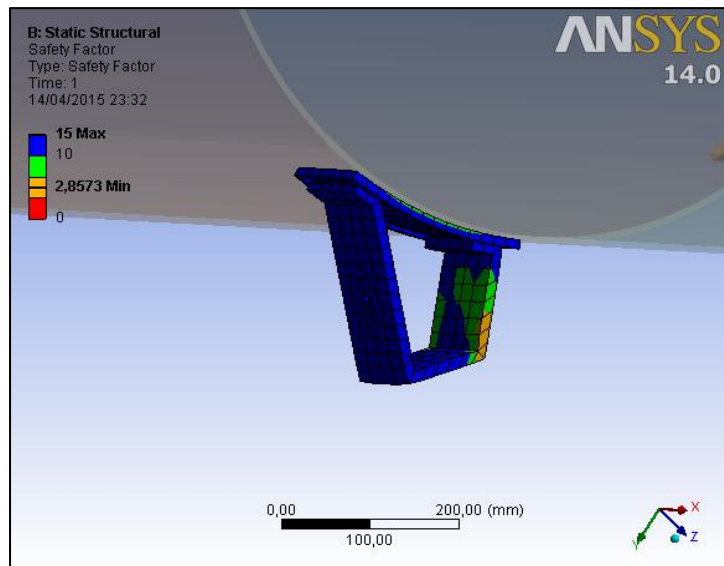 B: Static Structural
Safety Factor
Type: Safety Factor
Time: 1
14/04/2015 23:32
15 Max
10
2,8573 Min
0
ANSYS
14.0
0,00
200,00 (mm)
100,00
X
Y
Z